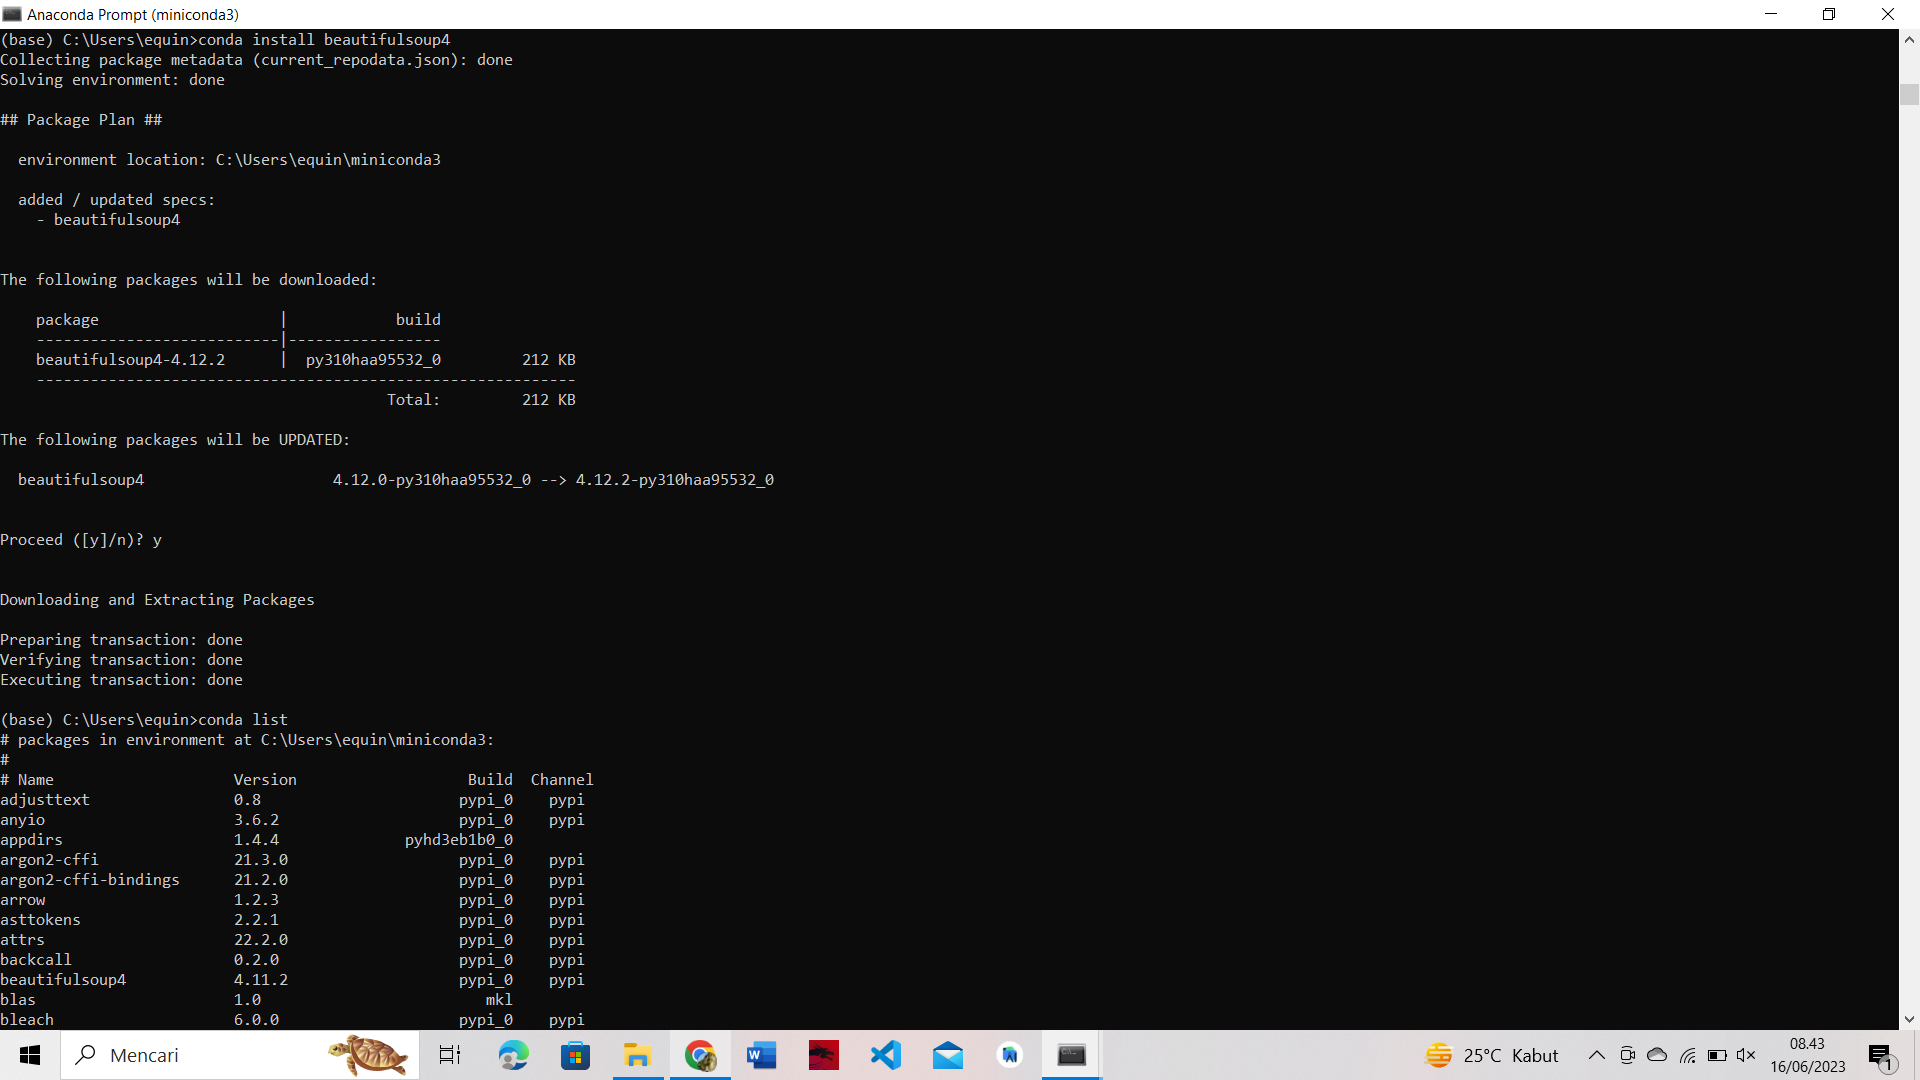 Anaconda Prompt (miniconda3)
(base) C:\Users\equin>conda install beautifulsoup4
Collecting package metadata (current_repodata.json): done
Solving environment: done
## Package Plan ##
environment location: C:\Users\equin\miniconda3
added / updated specs:
- beautifulsoup4
The following packages will be downloaded:
package | build
---------------------------|-----------------
beautifulsoup4-4.12.2 | py310haa95532_0 212 KB
------------------------------------------------------------
Total: 212 KB
The following packages will be UPDATED:
beautifulsoup4 4.12.0-py310haa95532_0 --> 4.12.2-py310haa95532_0
Proceed ([y]/n)? y
Downloading and Extracting Packages
Preparing transaction: done
Verifying transaction: done
Executing transaction: done
(base) C:\Users\equin>conda list
# packages in environment at C:\Users\equin\miniconda3:
#
# Name Version Build Channel
adjusttext 0.8 pypi_0 pypi
anyio 3.6.2 pypi_0 pypi
appdirs 1.4.4 pyhd3eb1b0_0
argon2-cffi 21.3.0 pypi_0 pypi
argon2-cffi-bindings 21.2.0 pypi_0 pypi
arrow 1.2.3 pypi_0 pypi
asttokens 2.2.1 pypi_0 pypi
attrs 22.2.0 pypi_0 pypi
backcall 0.2.0 pypi_0 pypi
beautifulsoup4 4.11.2 pypi_0 pypi
blas 1.0 mkl
bleach 6.0.0 pypi_0 pypi
Mencari
25°C Kabut
08.43
16/06/2023
1